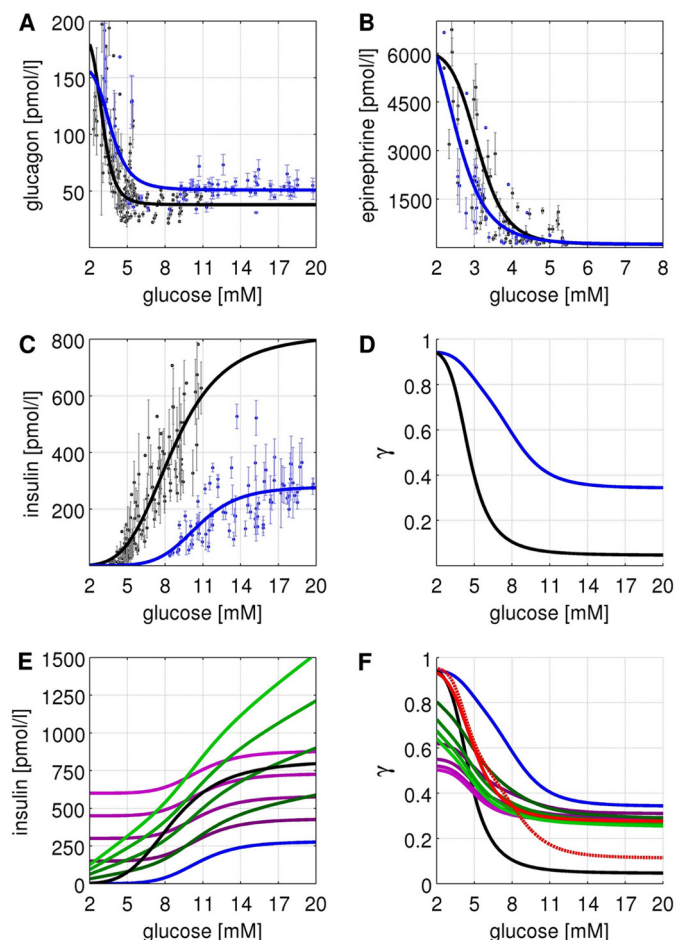 A
200
150
100
50
glucagon [pmol/l]
2 5 8 11 14 17 20
glucose [mM]
B
6000
4500
3000
1500
epinephrine [pmol/l]
2 3 4 5 6 7 8
glucose [mM]
C
800
600
400
200
insulin [pmol/l]
2 5 8 11 14 17 20
glucose [mM]
D
1
0.8
0.6
0.4
0.2
γ
2 5 8 11 14 17 20
glucose [mM]
E
1500
1250
1000
750
500
250
0
insulin [pmol/l]
2 5 8 11 14 17 20
glucose [mM]
F
1
0.8
0.6
0.4
0.2
0
γ
2 5 8 11 14 17 20
glucose [mM]